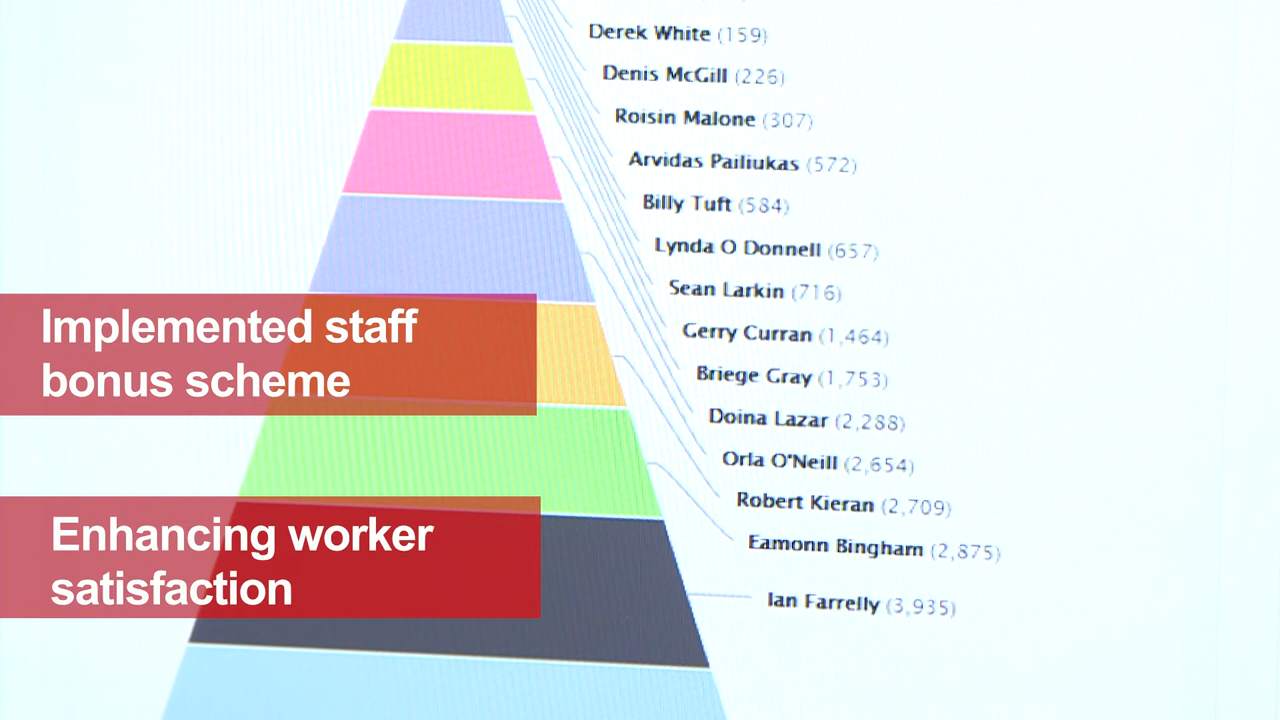 Derek White (159)
Denis McGill (226)
Roisin Malone (307)
Arvidas Pailiukas (572)
Billy Tuft (584)
Lynda O Donnell (657)
Sean Larkin (716)
Gerry Curran (1,464)
Briege Gray (1,753)
Doina Lazar (2,288)
Orla O'Neill (2,654)
Robert Kieran (2,709)
Eamonn Bingham (2,875)
Ian Farrelly (3,935)
Implemented staff
bonus scheme
Enhancing worker
satisfaction